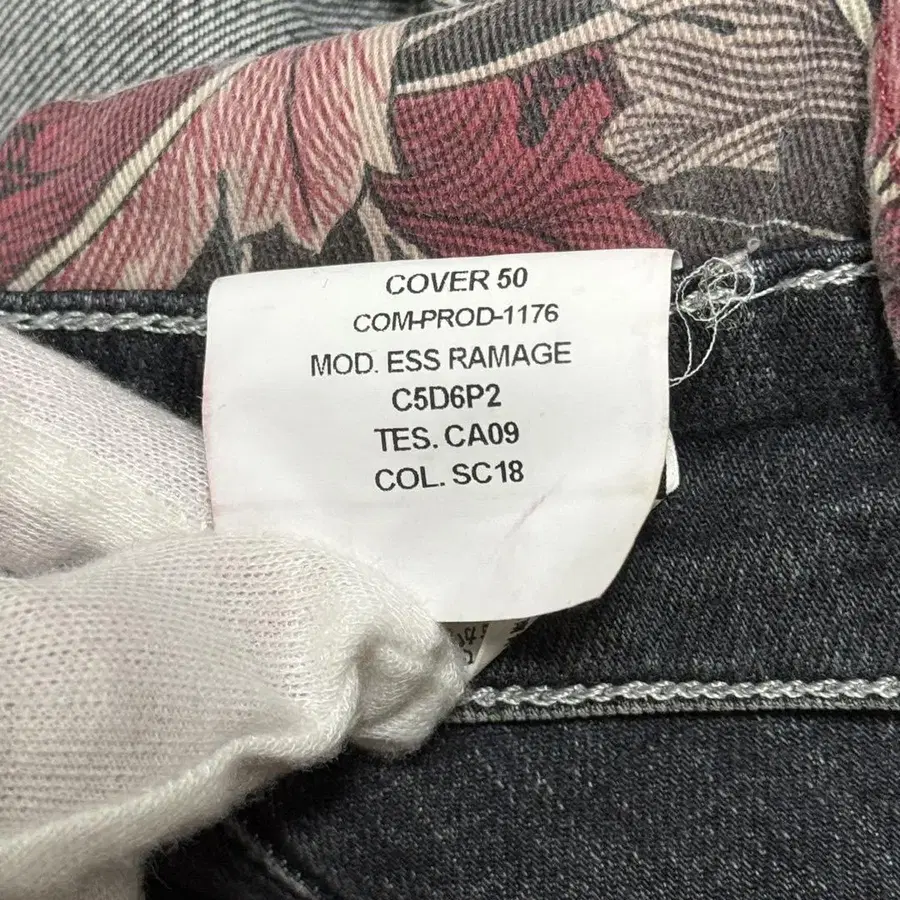 COVER 50
COM-PROD-1176
MOD. ESS RAMAGE
C5D6P2
TES. CA09
COL. SC18